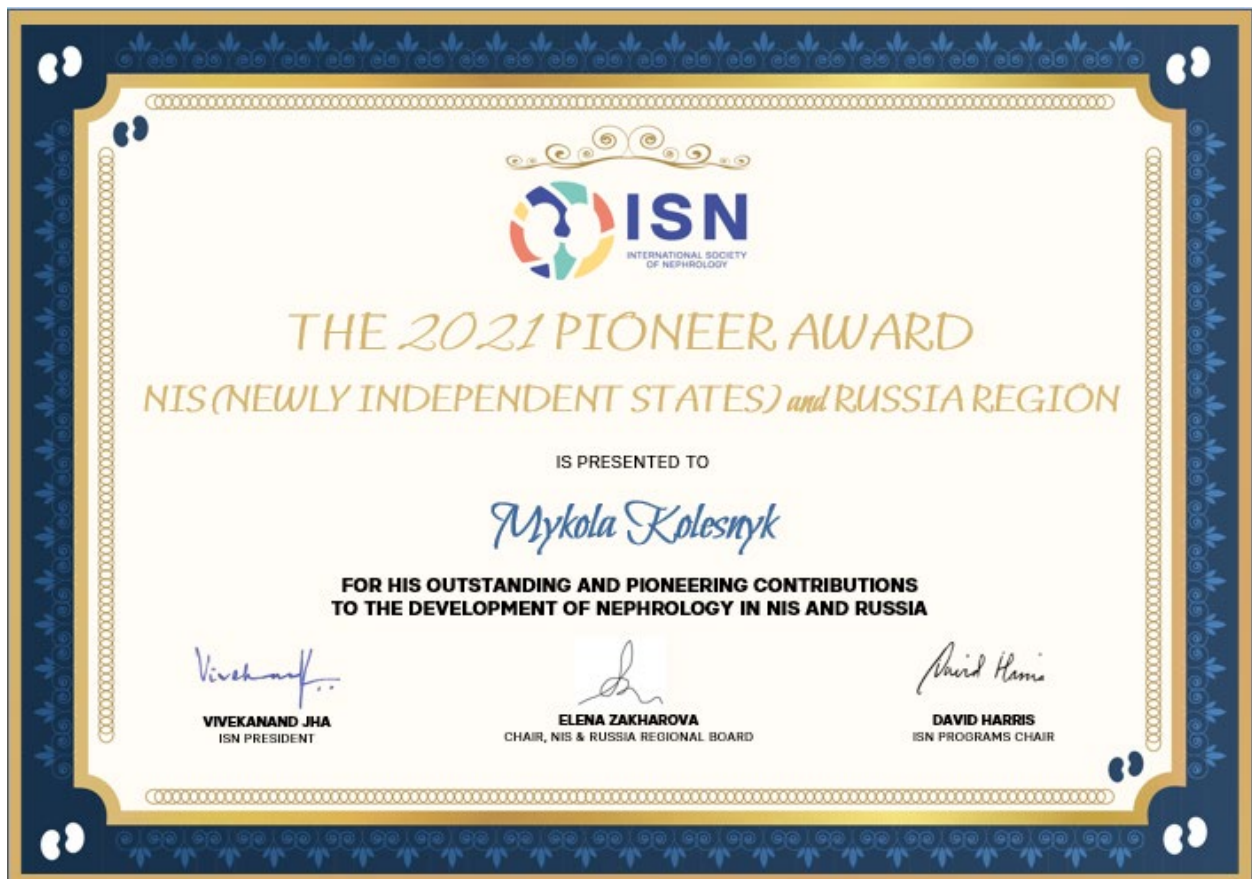 ISN
INTERNATIONAL SOCIETY
OF NEPHROLOGY
THE 2021 PIONEER AWARD
NIS (NEWLY INDEPENDENT STATES) and RUSSIA REGION
IS PRESENTED TO
Mykola Kolesnyk
FOR HIS OUTSTANDING AND PIONEERING CONTRIBUTIONS
TO THE DEVELOPMENT OF NEPHROLOGY IN NIS AND RUSSIA
David Harris
VIVEKANAND JHA
ISN PRESIDENT
ELENA ZAKHAROVA
CHAIR, NIS & RUSSIA REGIONAL BOARD
DAVID HARRIS
ISN PROGRAMS CHAIR